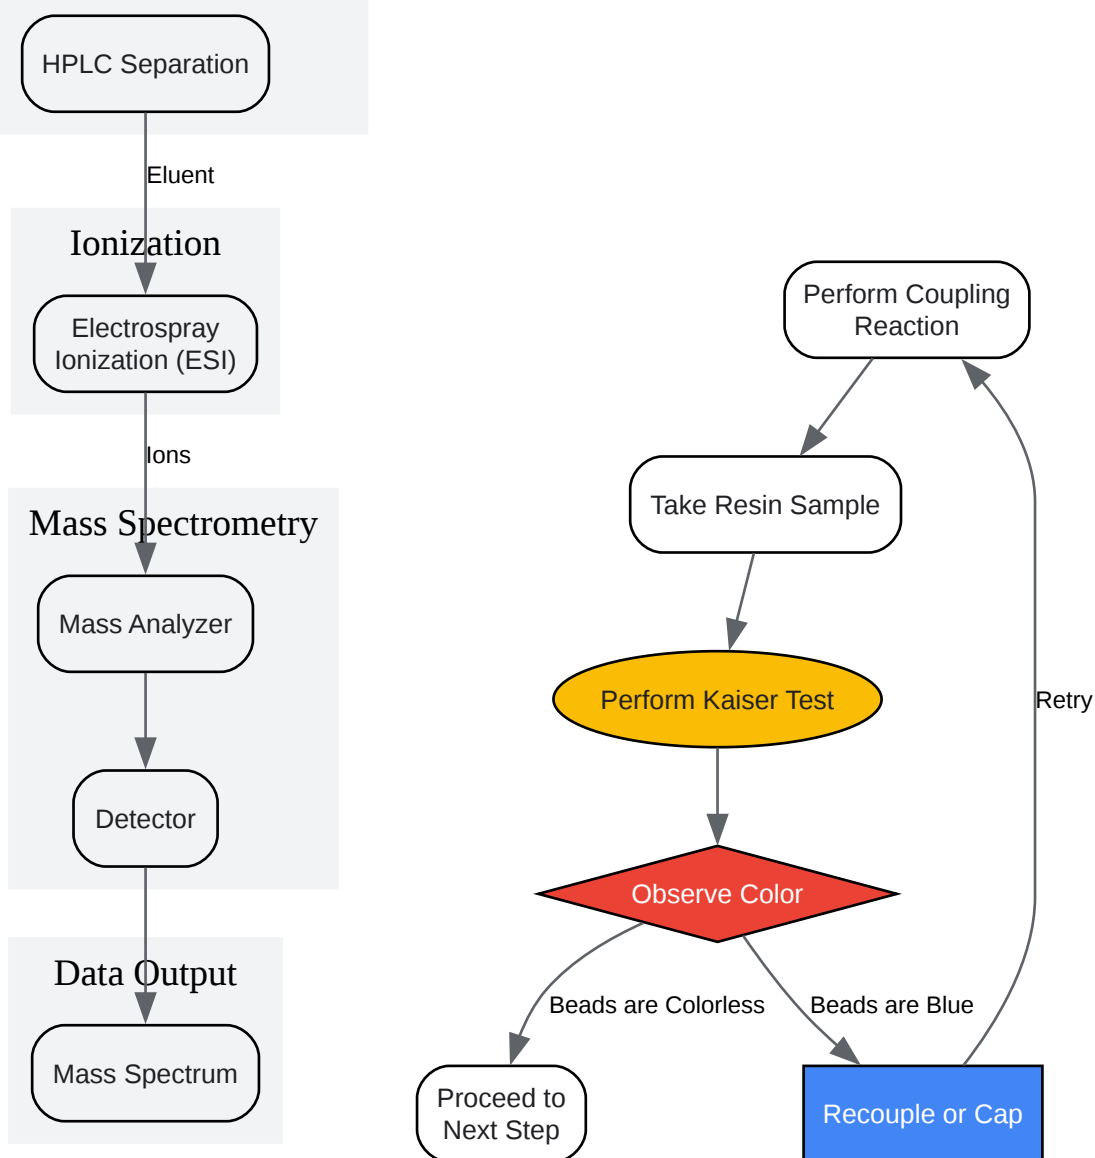 HPLC Separation
Eluent
Ionization
Electrospray
Ionization (ESI)
Ions
Mass Spectrometry
Mass Analyzer
Detector
Data Output
Mass Spectrum
Perform Coupling
Reaction
Take Resin Sample
Perform Kaiser Test
Retry
Observe Color
Beads are Colorless
Beads are Blue
Proceed to
Next Step
Recouple or Cap